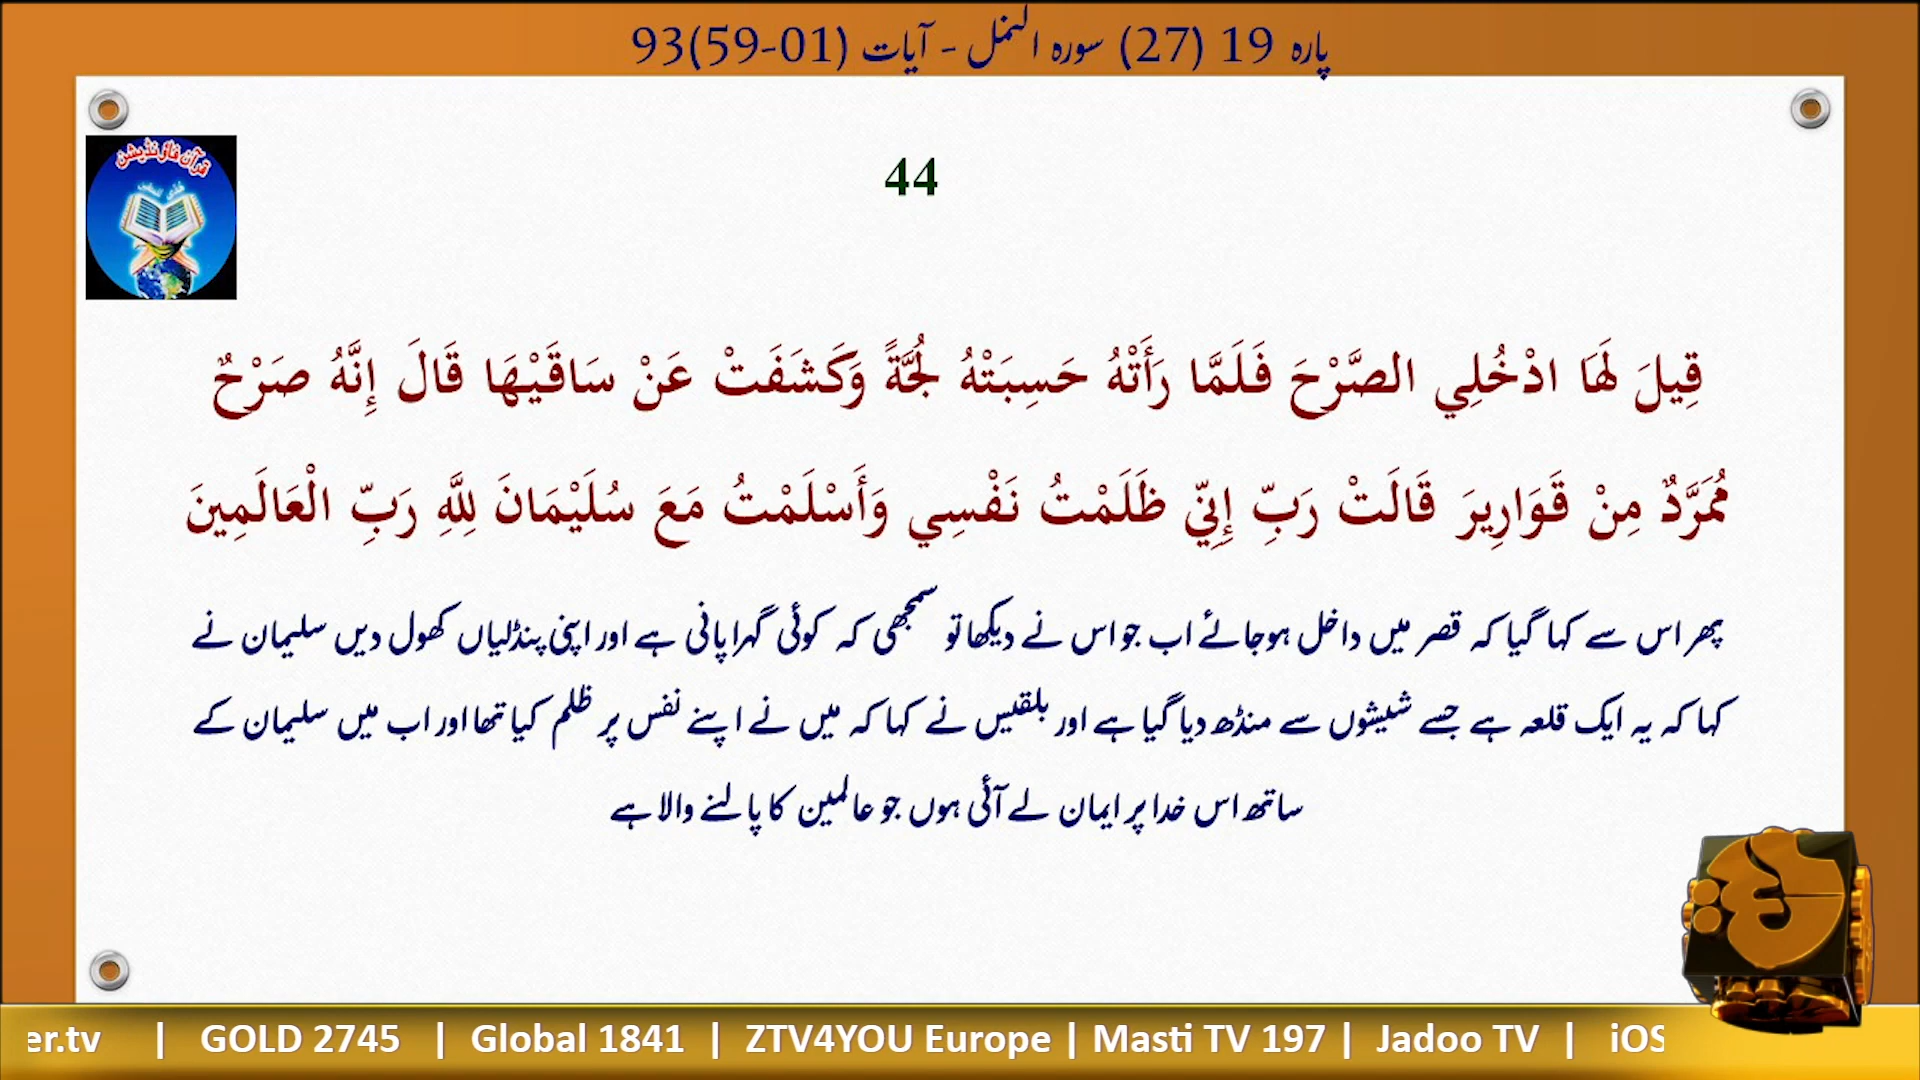 پارہ 19 (27) سورہ النمل - آیات (01-59)93
قرآن فاؤنڈیشن
44
قِيلَ لَهَا ادْخُلِي الصَّرْحَ فَلَمَّا رَأَتْهُ حَسِبَتْهُ لُجَّةً وَكَشَفَتْ عَنْ سَاقَيْهَا قَالَ إِنَّهُ صَرْحٌ
مُمَرَّدٌ مِنْ قَوَارِيرَ قَالَتْ رَبِّ إِنِّي ظَلَمْتُ نَفْسِي وَأَسْلَمْتُ مَعَ سُلَيْمَانَ لِلَّهِ رَبِّ الْعَالَمِينَ
پھر اس سے کہا گیا کہ قصر میں داخل ہوجائے اب جو اس نے دیکھا تو سمجھی کہ کوئی گہرا پانی ہے اور اپنی پنڈلیاں کھول دیں سلیمان نے
کہا کہ یہ ایک قلعہ ہے جسے شیشوں سے منڈھ دیا گیا ہے اور بلقیس نے کہا کہ میں نے اپنے نفس پر ظلم کیا تھا اور اب میں سلیمان کے
ساتھ اس خدا پر ایمان لے آئی ہوں جو عالمین کا پالنے والا ہے
er.tv | GOLD 2745 | Global 1841 | ZTV4YOU Europe | Masti TV 197 | Jadoo TV | iOS